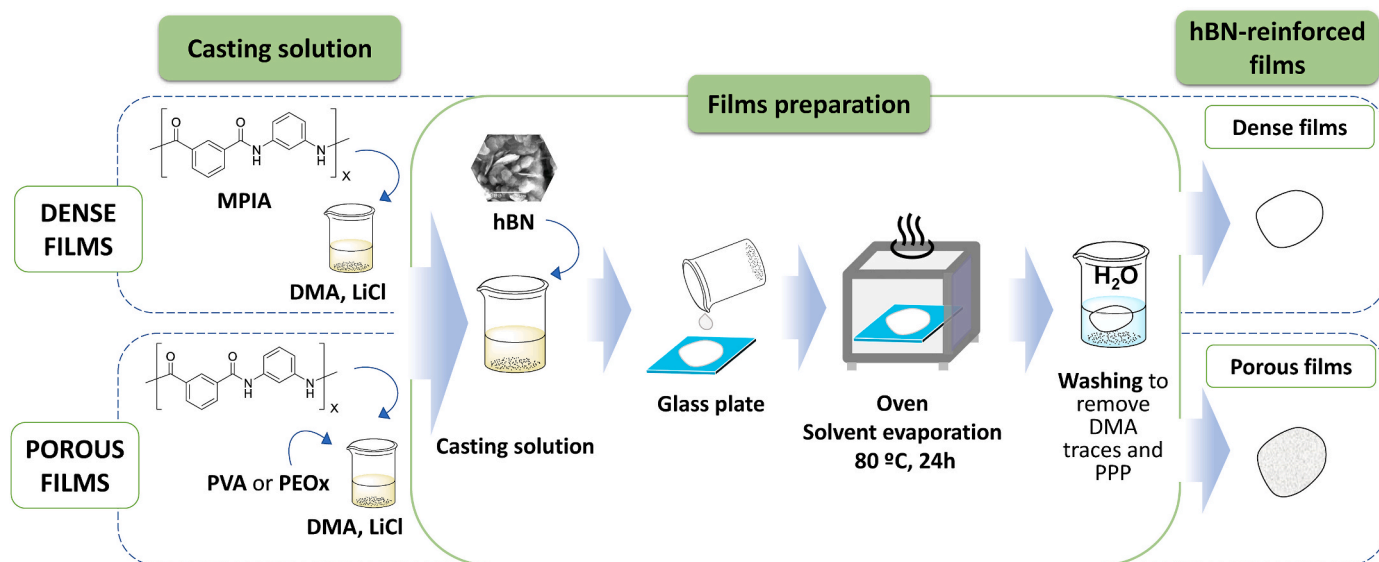 Casting solution
hBN-reinforced
films
Films preparation
DENSE
FILMS
O
O
N
H
N
H
x
MPIA
DMA, LiCl
POROUS
FILMS
O
O
N
H
N
H
x
PVA or PEOx
DMA, LiCl
hBN
Casting solution
Glass plate
Oven
Solvent evaporation
80 ºC, 24h
H2O
Washing to
remove
DMA
traces and
PPP
Dense films
Porous films